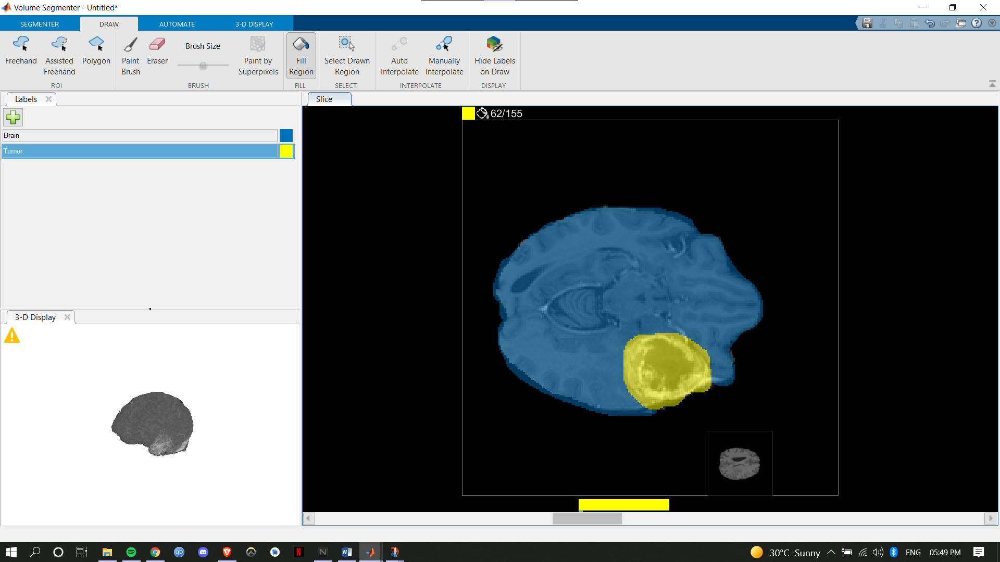 Volume Segmenter - Untitled*
SEGMENTER DRAW AUTOMATE 3-D DISPLAY
Freehand
Assisted
Freehand
Polygon
ROI
Paint
Brush
Eraser
Brush Size
Paint by
Superpixels
BRUSH
Fill
Region
FILL
Select Drawn
Region
SELECT
Auto
Interpolate
Manually
Interpolate
INTERPOLATE
Hide Labels
on Draw
DISPLAY
Labels
Brain
Tumor
3-D Display
Slice
62/155
30°C Sunny
ENG
05:49 PM